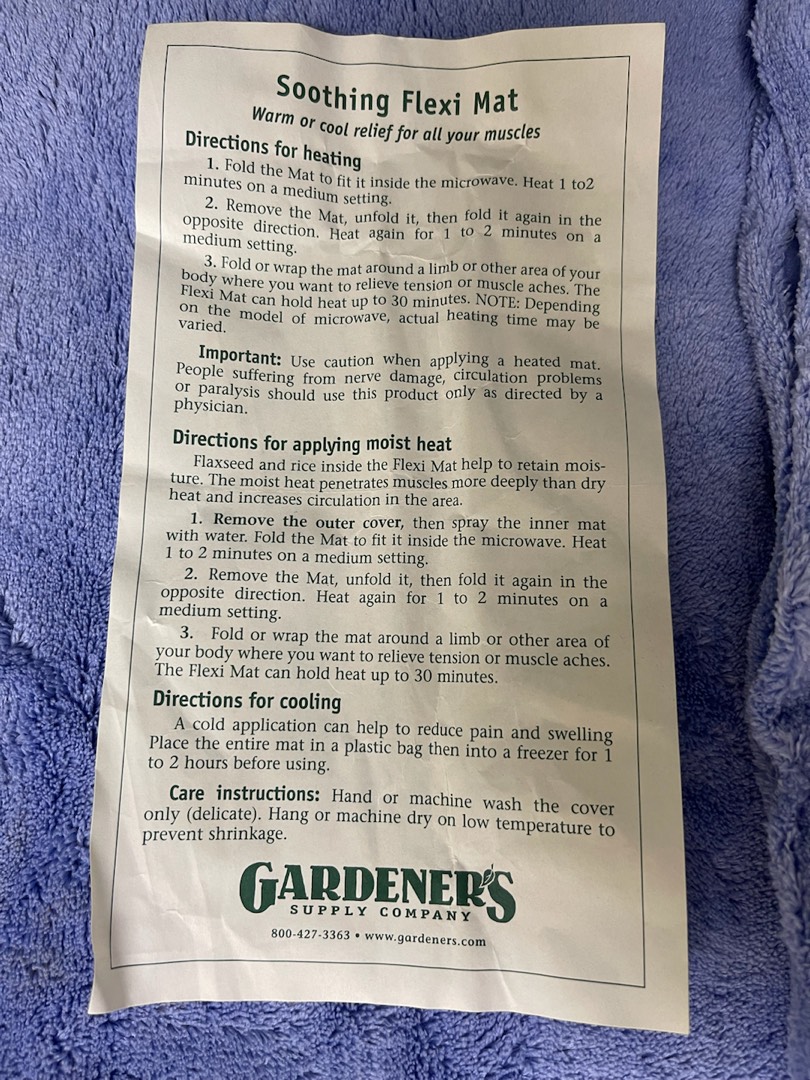 Soothing Flexi Mat
Warm or cool relief for all your muscles
Directions for heating
1. Fold the Mat to fit it inside the microwave. Heat 1 to2
minutes on a medium setting.
2. Remove the Mat, unfold it, then fold it again in the
opposite direction. Heat again for 1 to 2 minutes on a
medium setting.
3. Fold or wrap the mat around a limb or other area of your
body where you want to relieve tension or muscle aches. The
Flexi Mat can hold heat up to 30 minutes. NOTE: Depending
on the model of microwave, actual heating time may be
varied.
Important: Use caution when applying a heated mat.
People suffering from nerve damage, circulation problems
or paralysis should use this product only as directed by a
physician.
Directions for applying moist heat
Flaxseed and rice inside the Flexi Mat help to retain mois-
ture. The moist heat penetrates muscles more deeply than dry
heat and increases circulation in the area.
1. Remove the outer cover, then spray the inner mat
with water. Fold the Mat to fit it inside the microwave. Heat
1 to 2 minutes on a medium setting.
2. Remove the Mat, unfold it, then fold it again in the
opposite direction. Heat again for 1 to 2 minutes on a
medium setting.
3. Fold or wrap the mat around a limb or other area of
your body where you want to relieve tension or muscle aches.
The Flexi Mat can hold heat up to 30 minutes.
Directions for cooling
A cold application can help to reduce pain and swelling
Place the entire mat in a plastic bag then into a freezer for 1
to 2 hours before using.
Care instructions: Hand or machine wash the cover
only (delicate). Hang or machine dry on low temperature to
prevent shrinkage.
GARDENER'S
SUPPLY COMPANY
800-427-3363 • www.gardeners.com